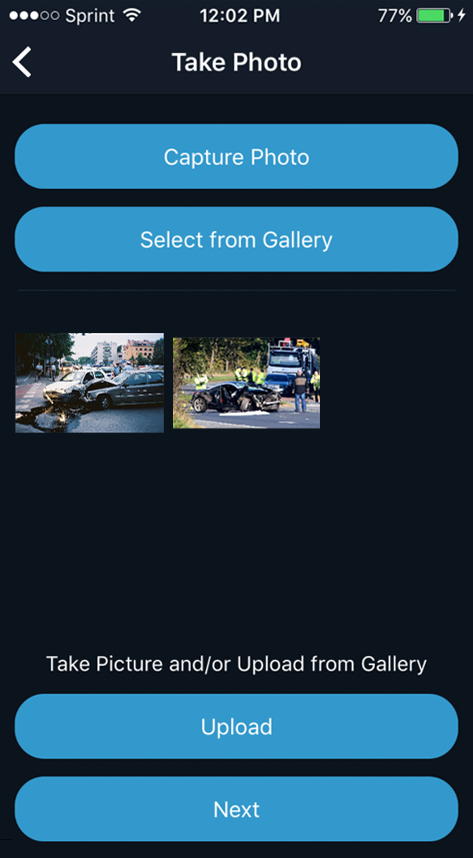 Sprint 12:02 PM 77%
Take Photo
Capture Photo
Select from Gallery
Take Picture and/or Upload from Gallery
Upload
Next